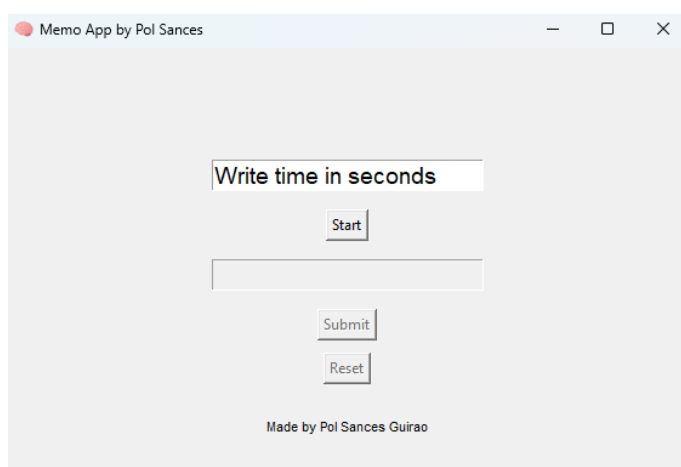 Memo App by Pol Sances
Write time in seconds
Start
Submit
Reset
Made by Pol Sances Guirao